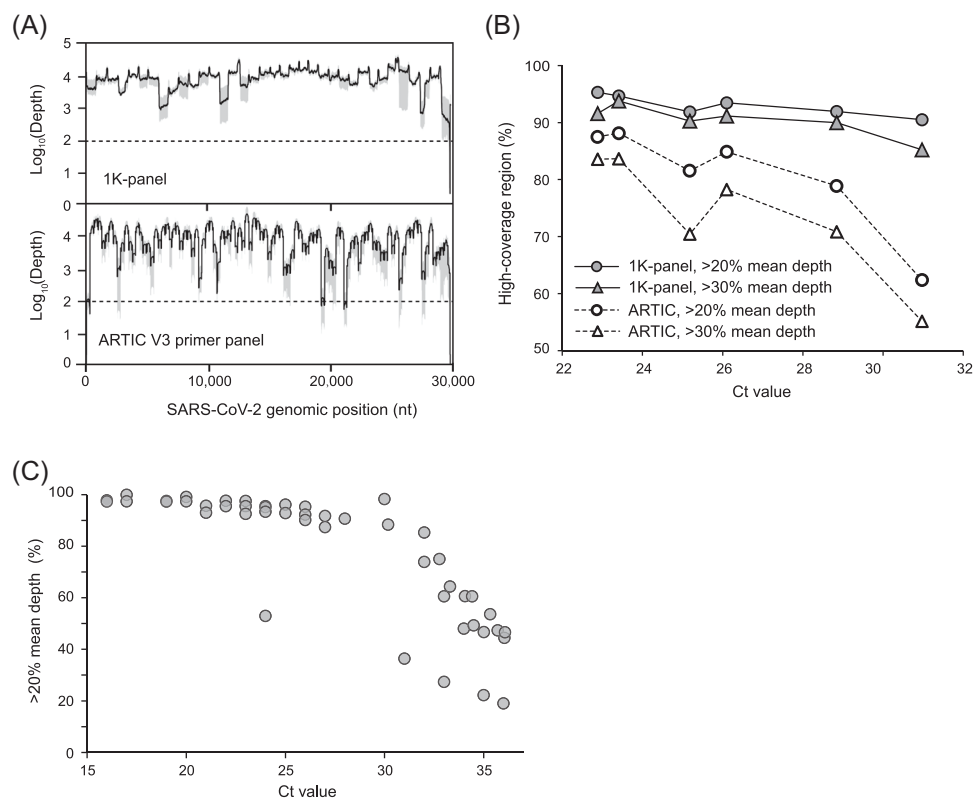 (A)
5
4
3
2
1
0
Log10(Depth)
1K-panel
4
3
2
1
0
Log10(Depth)
ARTIC V3 primer panel
0
10,000
20,000
30,000
SARS-CoV-2 genomic position (nt)
(B)
100
90
80
70
60
50
High-coverage region (%)
1K-panel, >20% mean depth
1K-panel, >30% mean depth
ARTIC, >20% mean depth
ARTIC, >30% mean depth
22
24
26
28
30
32
Ct value
(C)
100
80
60
40
20
0
>20% mean depth (%)
15
20
25
30
35
Ct value